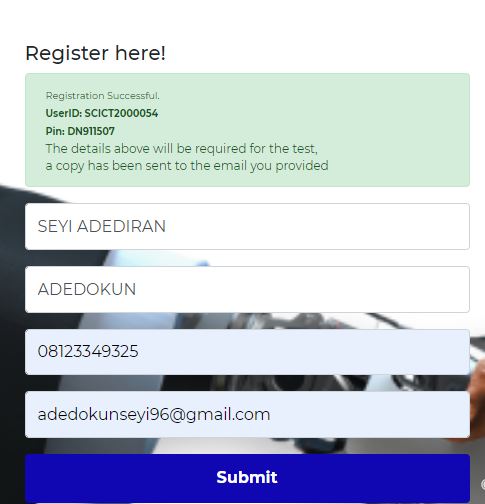 Register here!
Registration Successful.
UserID: SCICT2000054
Pin: DN911507
The details above will be required for the test,
a copy has been sent to the email you provided
SEYI ADEDIRAN
ADEDOKUN
08123349325
adedokunseyi96@gmail.com
Submit